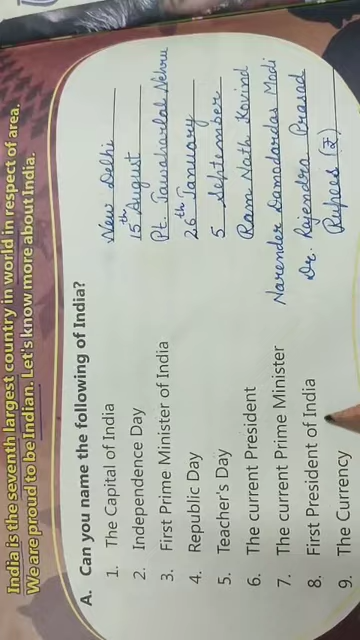 India is the seventh largest country in world in respect of area.
We are proud to be Indian. Let's know more about India.
A. Can you name the following of India?
1. The Capital of India New Delhi
2. Independence Day 15th August
3. First Prime Minister of India Pt. Jawaharlal Nehru
4. Republic Day 26th January
5. Teacher's Day 5 September
6. The current President Ram Nath Kovind
7. The current Prime Minister Narender Damodardas Modi
8. First President of India Dr. Rajendra Prasad
9. The Currency Rupees (₹)